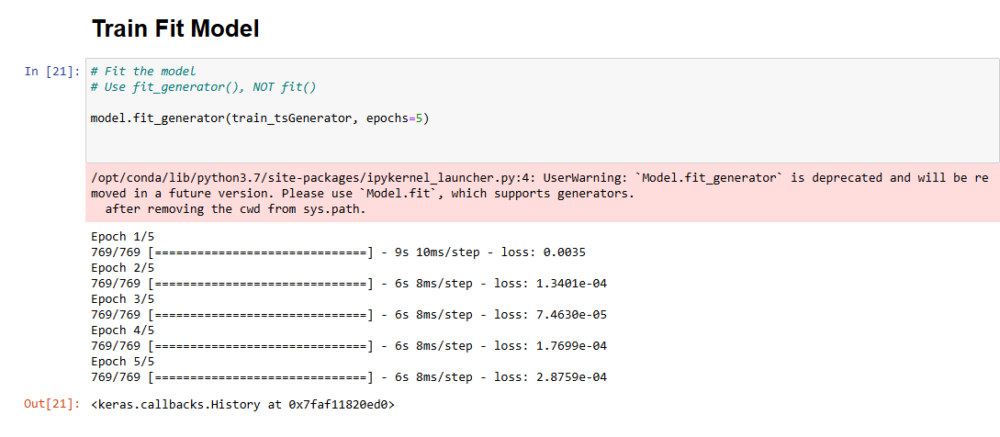 Train Fit Model
In [21]:
# Fit the model
# Use fit_generator(), NOT fit()
model.fit_generator(train_tsGenerator, epochs=5)
/opt/conda/lib/python3.7/site-packages/ipykernel_launcher.py:4: UserWarning: `Model.fit_generator` is deprecated and will be re
moved in a future version. Please use `Model.fit`, which supports generators.
  after removing the cwd from sys.path.
Epoch 1/5
769/769 [==============================] - 9s 10ms/step - loss: 0.0035
Epoch 2/5
769/769 [==============================] - 6s 8ms/step - loss: 1.3401e-04
Epoch 3/5
769/769 [==============================] - 6s 8ms/step - loss: 7.4630e-05
Epoch 4/5
769/769 [==============================] - 6s 8ms/step - loss: 1.7699e-04
Epoch 5/5
769/769 [==============================] - 6s 8ms/step - loss: 2.8759e-04
Out[21]: <keras.callbacks.History at 0x7faf11820ed0>